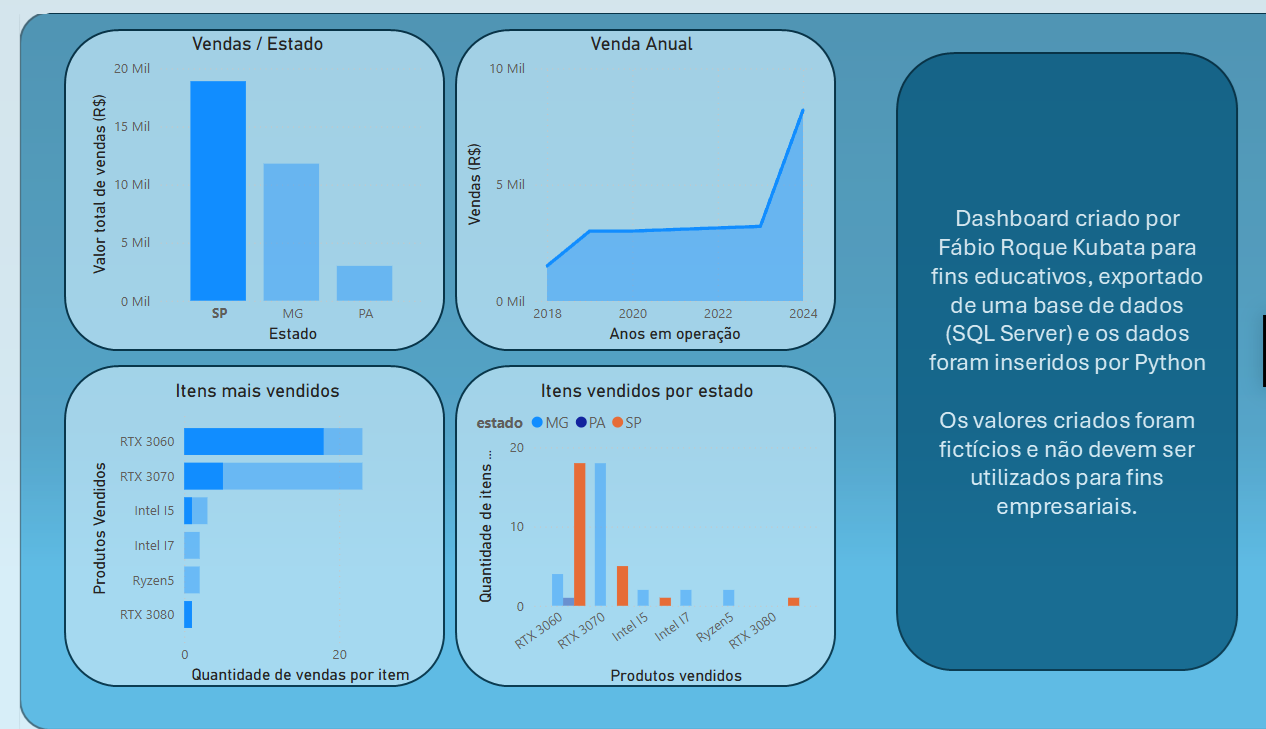 Vendas / Estado
Valor total de vendas (R$)
20 Mil
15 Mil
10 Mil
5 Mil
0 Mil
SP
MG
PA
Estado
Venda Anual
Vendas (R$)
10 Mil
5 Mil
0 Mil
2018
2020
2022
2024
Anos em operação
Itens mais vendidos
Produtos Vendidos
RTX 3060
RTX 3070
Intel I5
Intel I7
Ryzen5
RTX 3080
0
20
Quantidade de vendas por item
Itens vendidos por estado
estado MG PA SP
Quantidade de itens ...
20
10
0
RTX 3060
RTX 3070
Intel I5
Intel I7
Ryzen5
RTX 3080
Produtos vendidos
Dashboard criado por
Fábio Roque Kubata para
fins educativos, exportado
de uma base de dados
(SQL Server) e os dados
foram inseridos por Python
Os valores criados foram
fictícios e não devem ser
utilizados para fins
empresariais.